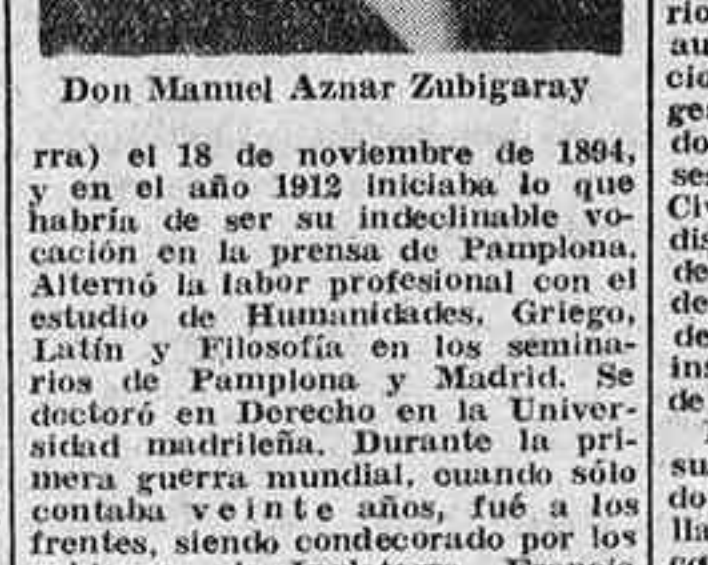 Don Manuel Aznar Zubigaray
rra) el 18 de noviembre de 1894,
y en el año 1912 iniciaba lo que
habría de ser su indeclinable vo-
cación en la prensa de Pamplona.
Alternó la labor profesional con el
estudio de Humanidades, Griego,
Latín y Filosofía en los semina-
rios de Pamplona y Madrid. Se
doctoró en Derecho en la Univer-
sidad madrileña. Durante la pri-
mera guerra mundial, cuando sólo
contaba veinte años, fué a los
frentes, siendo condecorado por los
rio
au
cio
ge
do
se
Civ
dis
de
de
de
ins
de
su
do
lla